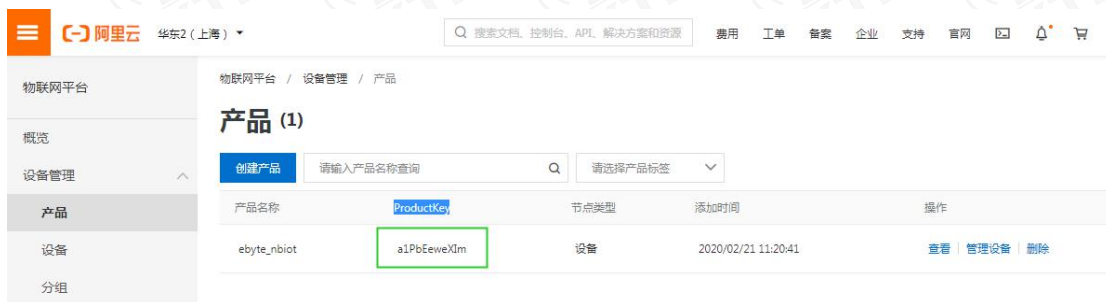 阿里云 华东2（上海） 搜索文档、控制台、API、解决方案和资源 费用 工单 备案 企业 支持 官网
物联网平台
概览
设备管理
产品
设备
分组
物联网平台 / 设备管理 / 产品
产品 (1)
创建产品 请输入产品名称查询 请选择产品标签
产品名称 ProductKey 节点类型 添加时间 操作
ebyte_nbiot a1PbEeweXIm 设备 2020/02/21 11:20:41 查看 管理设备 删除